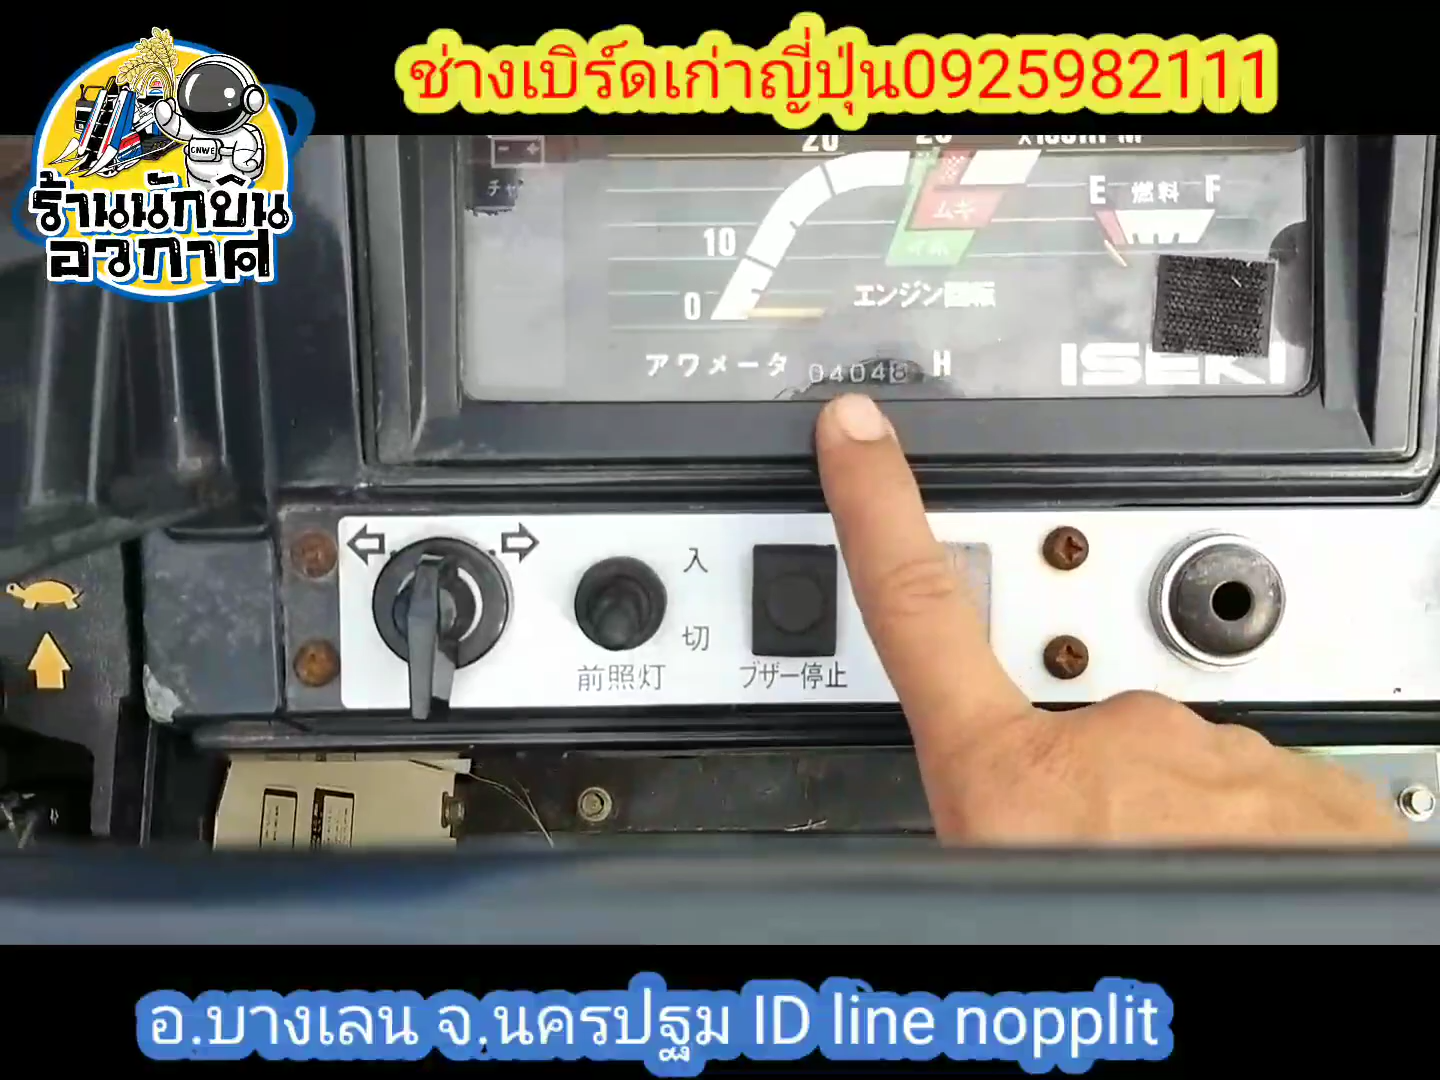 ช่างเบิร์ดเก่าญี่ปุ่น0925982111
CNWE
ร้านนักบิน
อวกาศ
- +
20
E 燃料 F
10
ムギ
イネ
0
エンジン回転
アワメータ 04048 H
ISEKI
入
切
前照灯
ブザー停止
อ.บางเลน จ.นครปฐม ID line nopplit